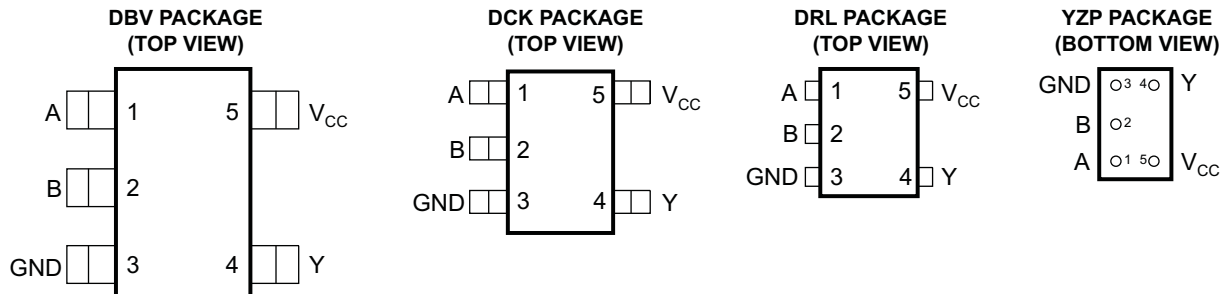 DBV PACKAGE
(TOP VIEW)
A 1 5 VCC
B 2
GND 3 4 Y
DCK PACKAGE
(TOP VIEW)
A 1 5 VCC
B 2
GND 3 4 Y
DRL PACKAGE
(TOP VIEW)
A 1 5 VCC
B 2
GND 3 4 Y
YZP PACKAGE
(BOTTOM VIEW)
GND 3 4 Y
B 2
A 1 5 VCC